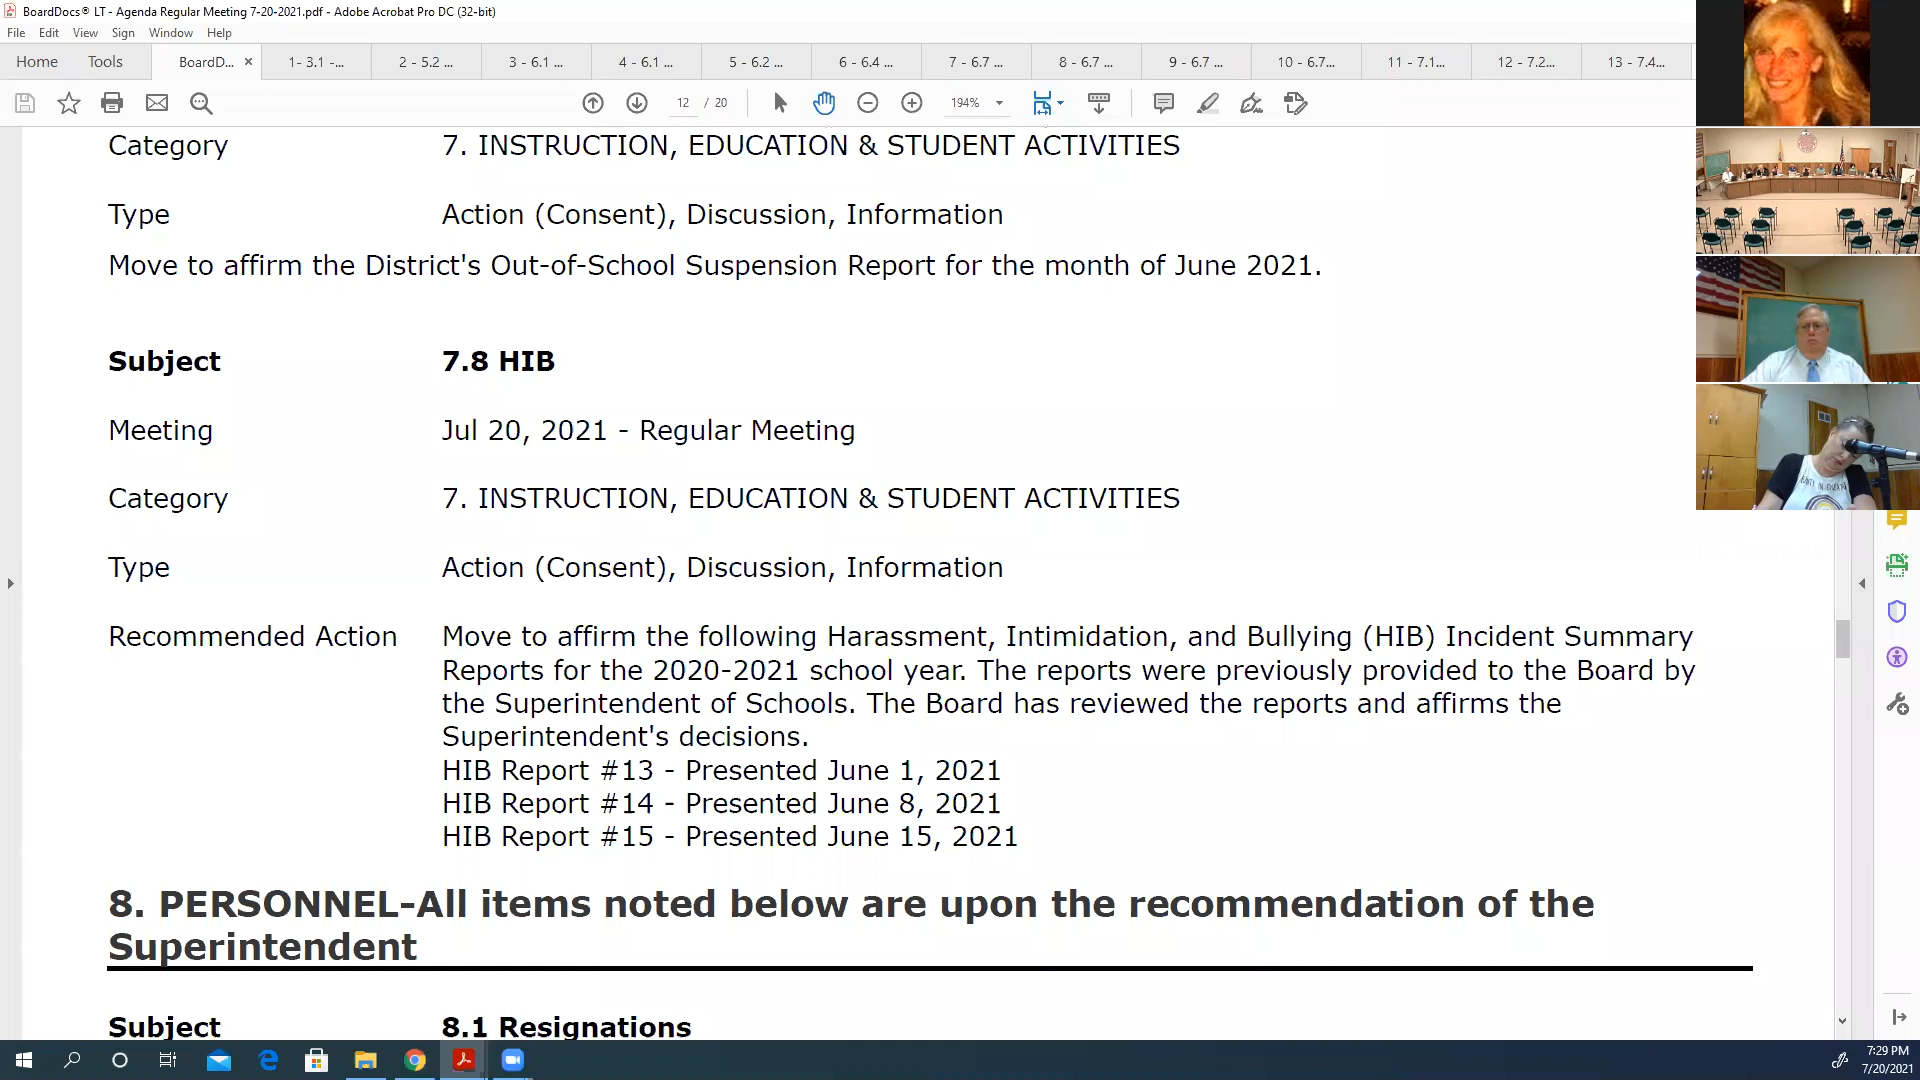 BoardDocs® LT - Agenda Regular Meeting 7-20-2021.pdf - Adobe Acrobat Pro DC (32-bit)
File Edit View Sign Window Help
Home Tools BoardD... × 1- 3.1 -... 2 - 5.2 ... 3 - 6.1 ... 4 - 6.1 ... 5 - 6.2 ... 6 - 6.4 ... 7 - 6.7 ... 8 - 6.7 ... 9 - 6.7 ... 10 - 6.7... 11 - 7.1... 12 - 7.2... 13 - 7.4...
12 / 20 194%
Category 7. INSTRUCTION, EDUCATION & STUDENT ACTIVITIES
Type Action (Consent), Discussion, Information
Move to affirm the District's Out-of-School Suspension Report for the month of June 2021.
Subject 7.8 HIB
Meeting Jul 20, 2021 - Regular Meeting
Category 7. INSTRUCTION, EDUCATION & STUDENT ACTIVITIES
Type Action (Consent), Discussion, Information
Recommended Action Move to affirm the following Harassment, Intimidation, and Bullying (HIB) Incident Summary
Reports for the 2020-2021 school year. The reports were previously provided to the Board by
the Superintendent of Schools. The Board has reviewed the reports and affirms the
Superintendent's decisions.
HIB Report #13 - Presented June 1, 2021
HIB Report #14 - Presented June 8, 2021
HIB Report #15 - Presented June 15, 2021
8. PERSONNEL-All items noted below are upon the recommendation of the
Superintendent
Subject 8.1 Resignations
7:29 PM
7/20/2021